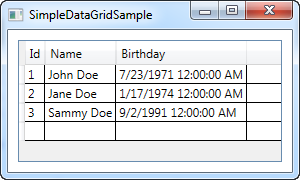 SimpleDataGridSample
Id Name Birthday
1 John Doe 7/23/1971 12:00:00 AM
2 Jane Doe 1/17/1974 12:00:00 AM
3 Sammy Doe 9/2/1991 12:00:00 AM